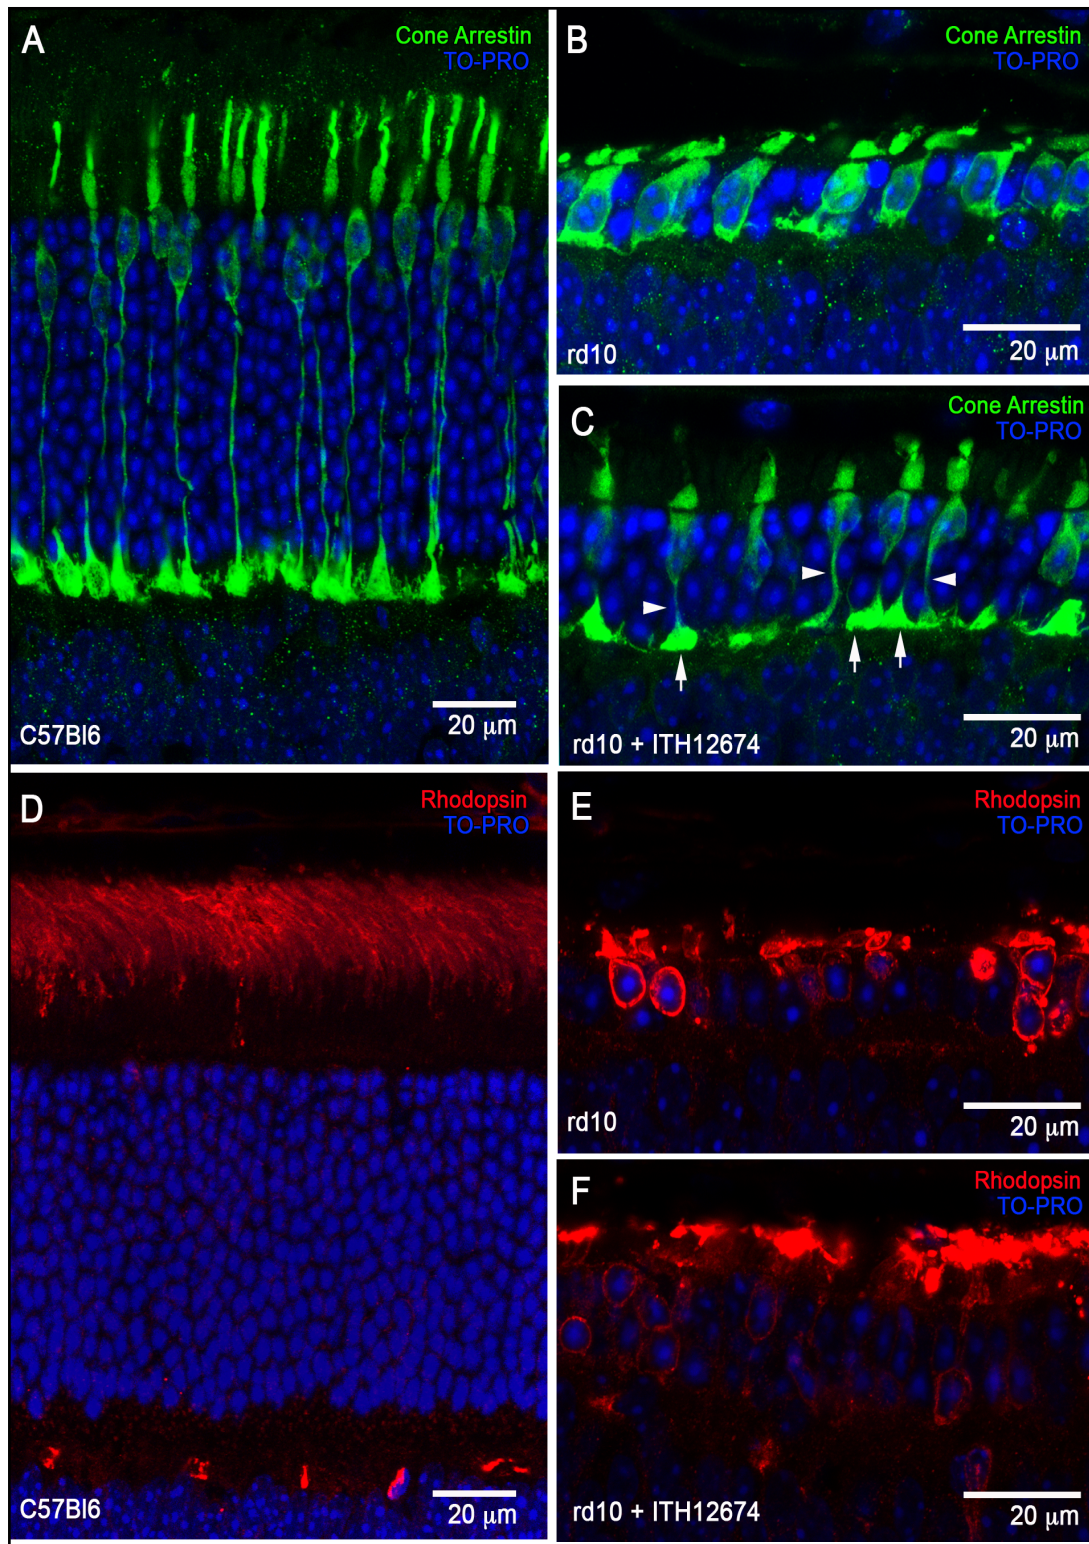 A
Cone Arrestin
TO-PRO
C57Bl6
20 μm
B
Cone Arrestin
TO-PRO
rd10
20 μm
C
Cone Arrestin
TO-PRO
rd10 + ITH12674
20 μm
D
Rhodopsin
TO-PRO
C57Bl6
20 μm
E
Rhodopsin
TO-PRO
rd10
20 μm
F
Rhodopsin
TO-PRO
rd10 + ITH12674
20 μm